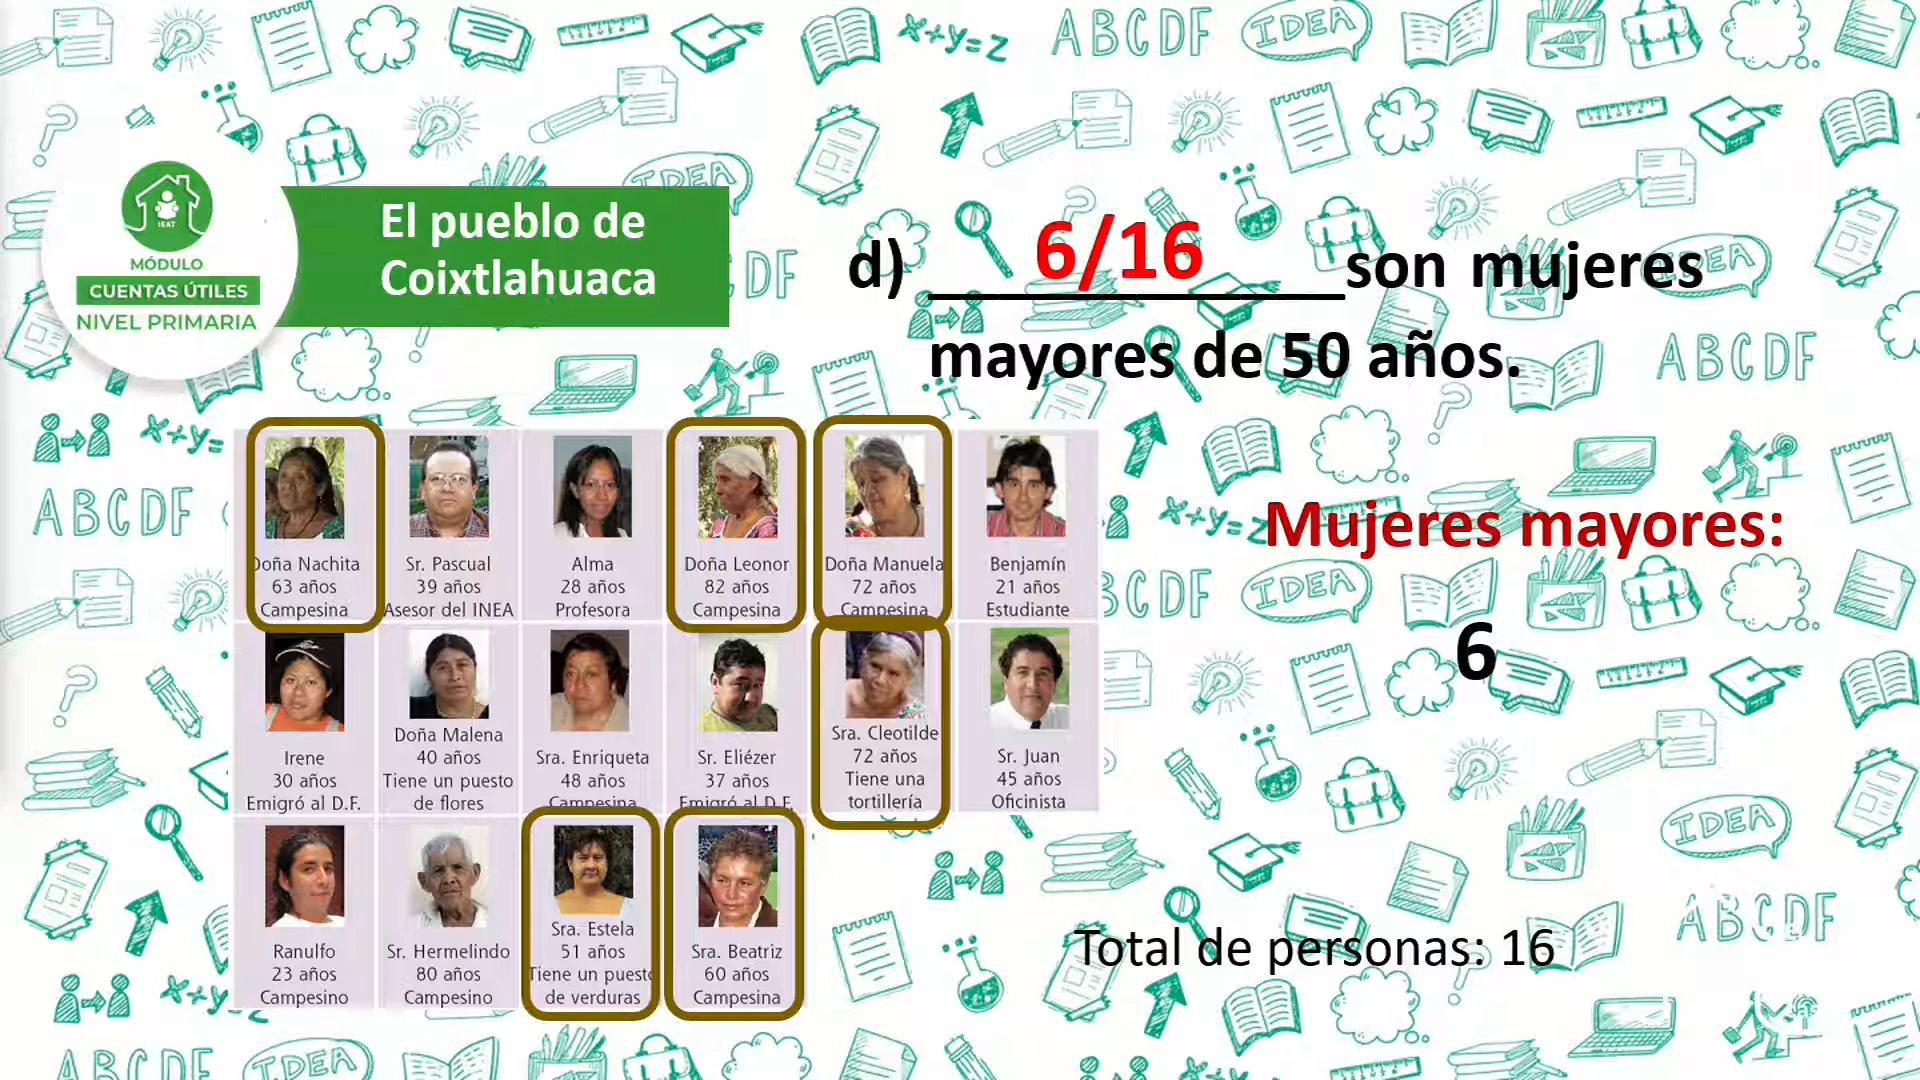 IEAT
MÓDULO
CUENTAS ÚTILES
NIVEL PRIMARIA
El pueblo de
Coixtlahuaca
d) ____________son mujeres
6/16
mayores de 50 años.
Doña Nachita
63 años
Campesina
Sr. Pascual
39 años
Asesor del INEA
Alma
28 años
Profesora
Doña Leonor
82 años
Campesina
Doña Manuela
72 años
Campesina
Benjamín
21 años
Estudiante
Irene
30 años
Emigró al D.F.
Doña Malena
40 años
Tiene un puesto
de flores
Sra. Enriqueta
48 años
Campesina
Sr. Eliézer
37 años
Emigró al D.F.
Sra. Cleotilde
72 años
Tiene una
tortillería
Sr. Juan
45 años
Oficinista
Ranulfo
23 años
Campesino
Sr. Hermelindo
80 años
Campesino
Sra. Estela
51 años
Tiene un puesto
de verduras
Sra. Beatriz
60 años
Campesina
Mujeres mayores:
6
Total de personas: 16
ABCDF
IDEA
x+y=z